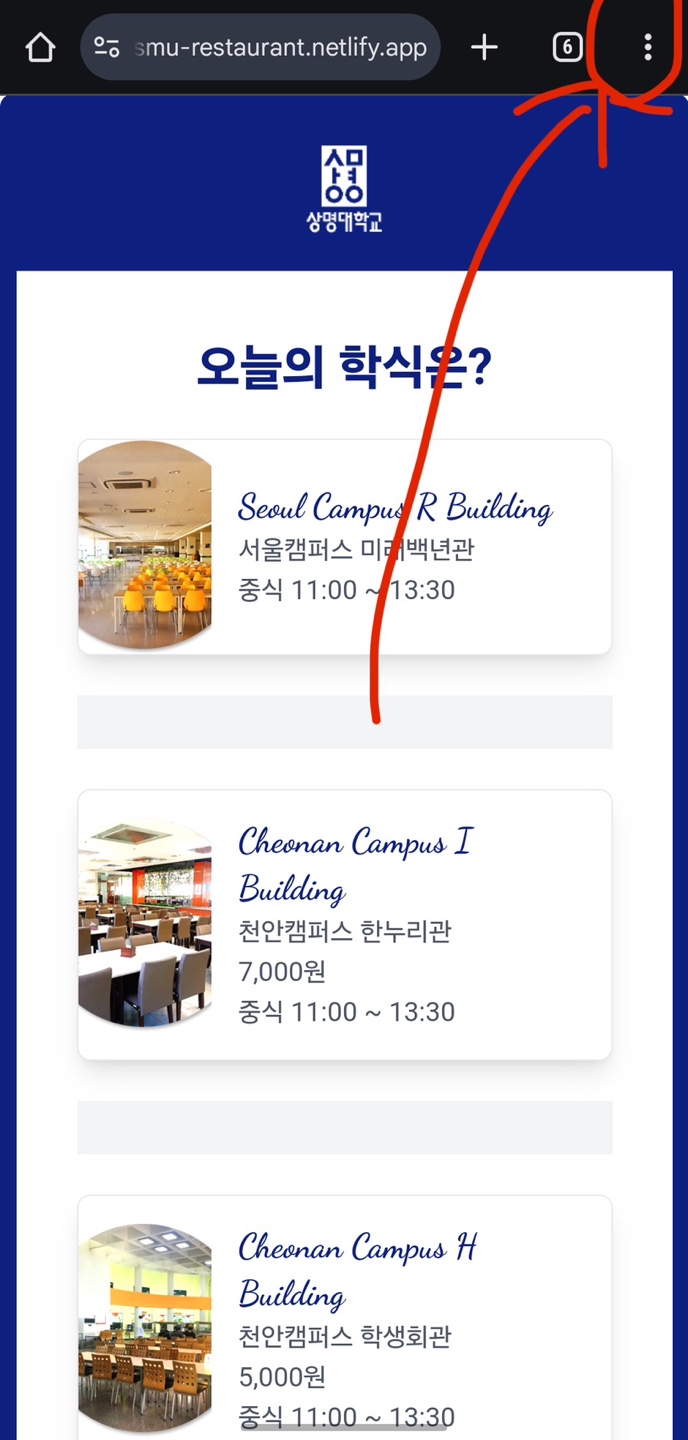 smu-restaurant.netlify.app
6
상명
상명대학교
오늘의 학식은?
Seoul Campus R Building
서울캠퍼스 미래백년관
중식 11:00 ~ 13:30
Cheonan Campus I
Building
천안캠퍼스 한누리관
7,000원
중식 11:00 ~ 13:30
Cheonan Campus H
Building
천안캠퍼스 학생회관
5,000원
중식 11:00 ~ 13:30